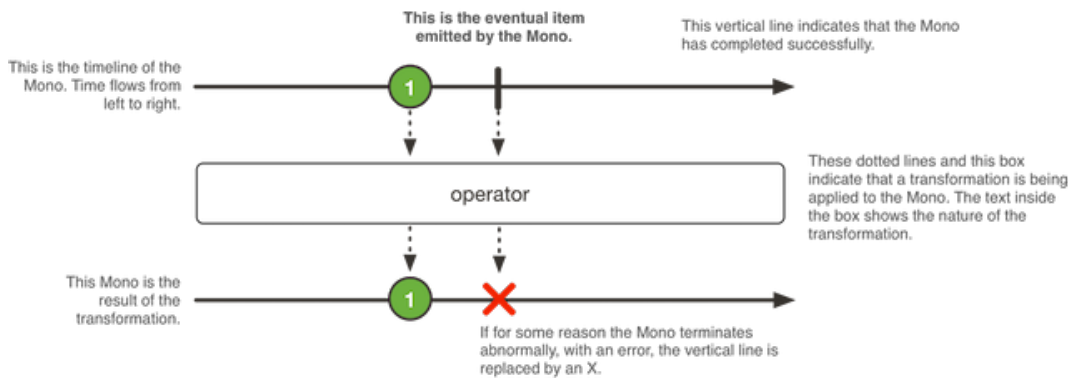 This is the eventual item
emitted by the Mono.
This vertical line indicates that the Mono
has completed successfully.
This is the timeline of the
Mono. Time flows from
left to right.
1
operator
These dotted lines and this box
indicate that a transformation is being
applied to the Mono. The text inside
the box shows the nature of the
transformation.
This Mono is the
result of the
transformation.
1
If for some reason the Mono terminates
abnormally, with an error, the vertical line is
replaced by an X.